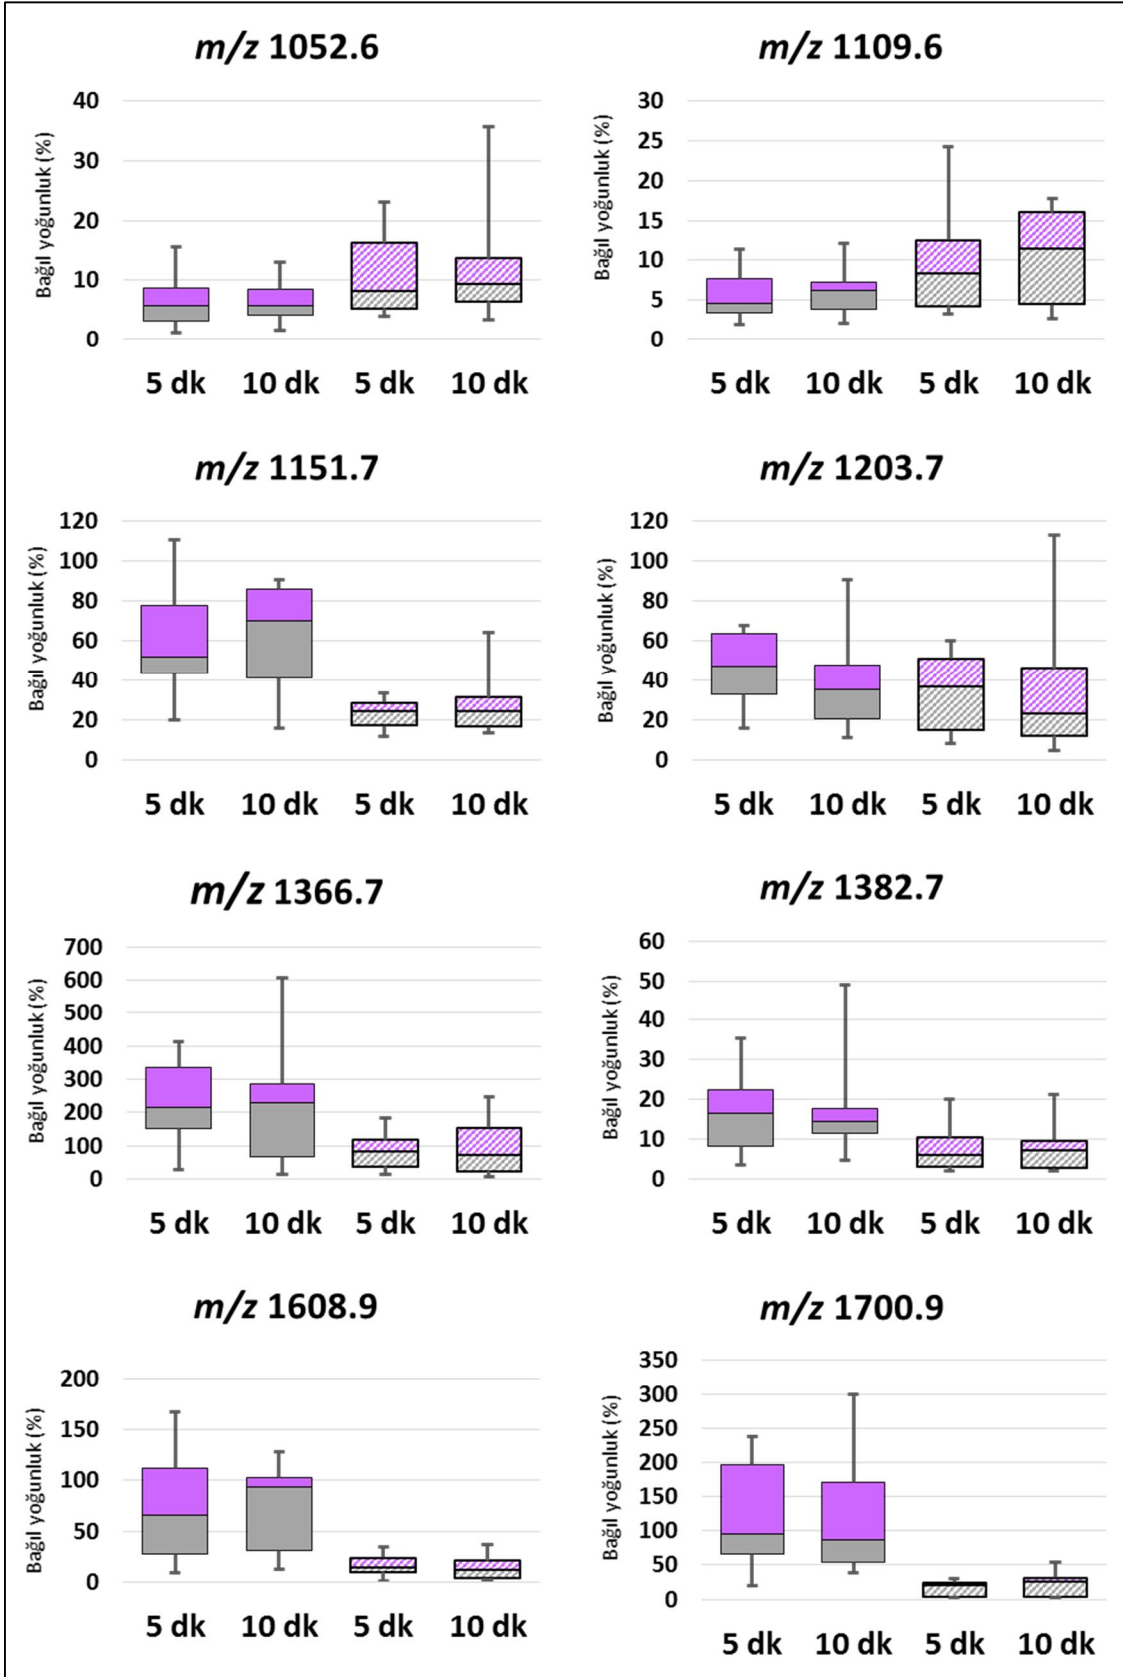 m/z 1052.6
Bağıl yoğunluk (%)
40
30
20
10
0
5 dk 10 dk 5 dk 10 dk
m/z 1109.6
Bağıl yoğunluk (%)
30
25
20
15
10
5
0
5 dk 10 dk 5 dk 10 dk
m/z 1151.7
Bağıl yoğunluk (%)
120
100
80
60
40
20
0
5 dk 10 dk 5 dk 10 dk
m/z 1203.7
Bağıl yoğunluk (%)
120
100
80
60
40
20
0
5 dk 10 dk 5 dk 10 dk
m/z 1366.7
Bağıl yoğunluk (%)
700
600
500
400
300
200
100
0
5 dk 10 dk 5 dk 10 dk
m/z 1382.7
Bağıl yoğunluk (%)
60
50
40
30
20
10
0
5 dk 10 dk 5 dk 10 dk
m/z 1608.9
Bağıl yoğunluk (%)
200
150
100
50
0
5 dk 10 dk 5 dk 10 dk
m/z 1700.9
Bağıl yoğunluk (%)
350
300
250
200
150
100
50
0
5 dk 10 dk 5 dk 10 dk